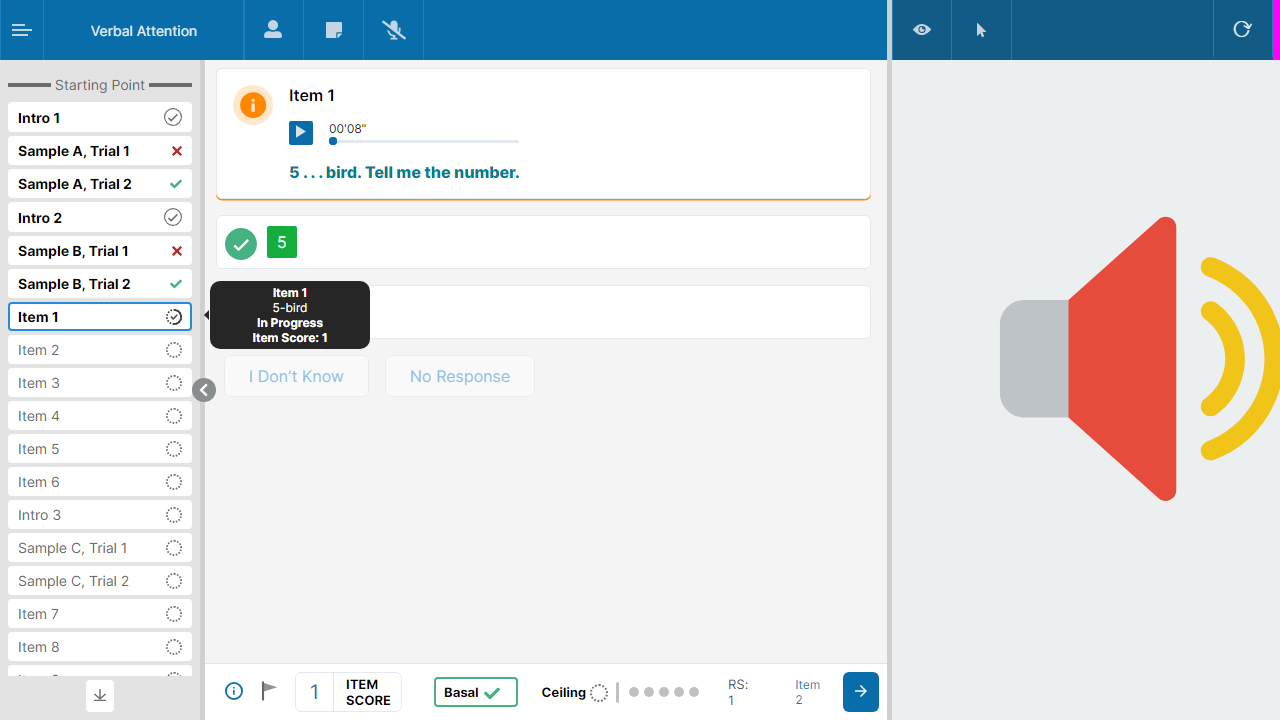 Verbal Attention
Starting Point
Intro 1
Sample A, Trial 1
Sample A, Trial 2
Intro 2
Sample B, Trial 1
Sample B, Trial 2
Item 1
Item 2
Item 3
Item 4
Item 5
Item 6
Intro 3
Sample C, Trial 1
Sample C, Trial 2
Item 7
Item 8
Item 1
00'08"
5 . . . bird. Tell me the number.
5
Item 1
5-bird
In Progress
Item Score: 1
I Don't Know
No Response
1
ITEM
SCORE
Basal
Ceiling
RS:
1
Item
2